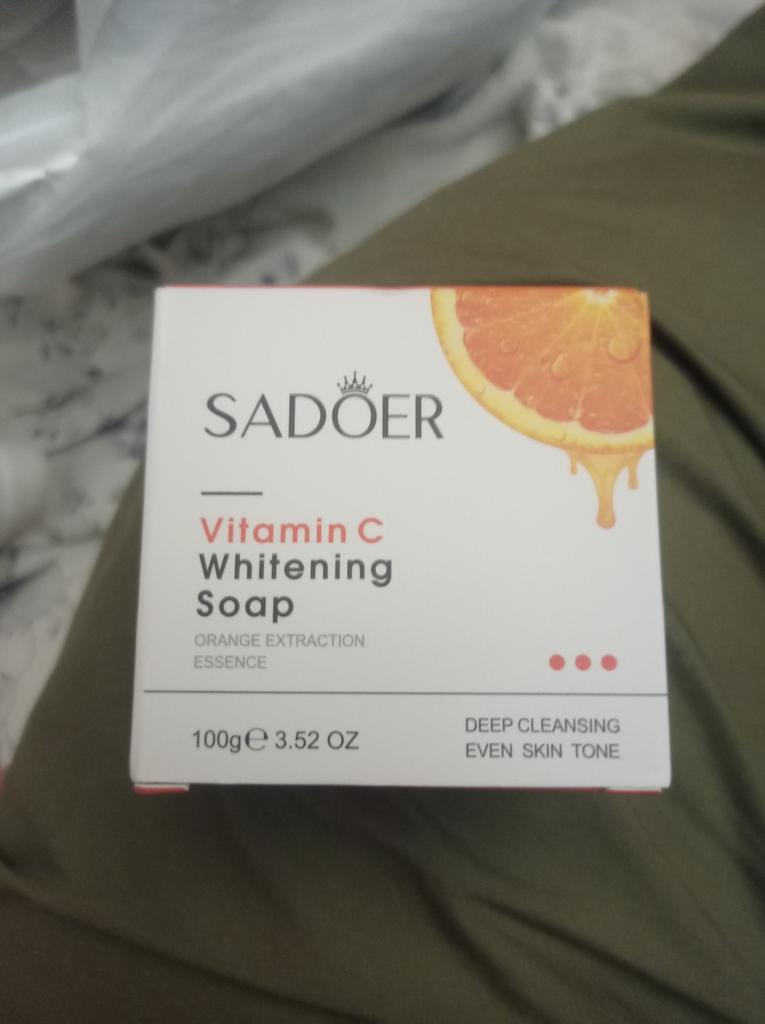 SADOER
Vitamin C
Whitening
Soap
ORANGE EXTRACTION
ESSENCE
100g℮ 3.52 OZ
DEEP CLEANSING
EVEN SKIN TONE